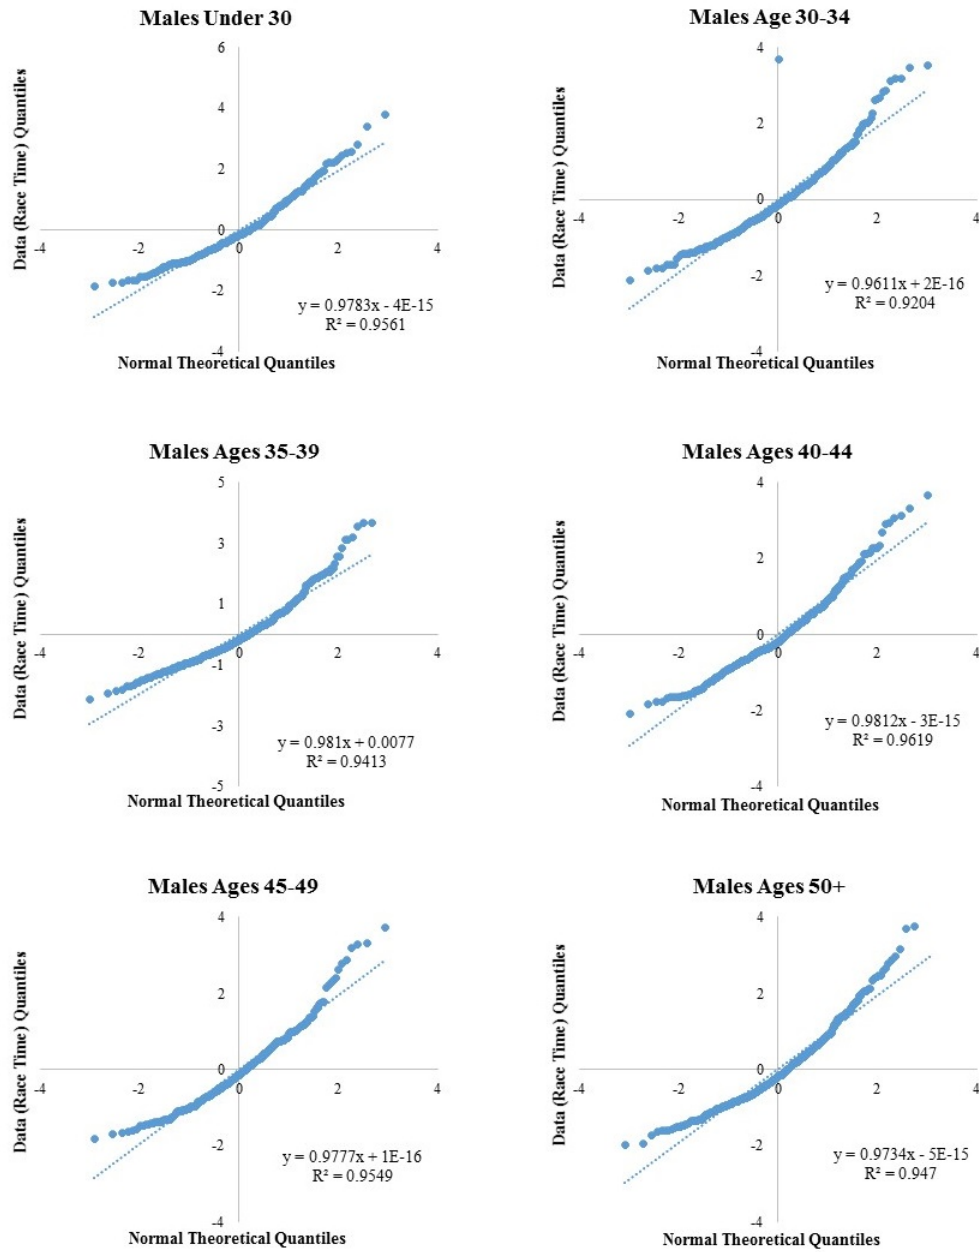 Males Under 30
Data (Race Time) Quantiles
6
4
2
0
-2
-4
-4
-2
0
2
4
y = 0.9783x - 4E-15
R² = 0.9561
Normal Theoretical Quantiles
Males Age 30-34
Data (Race Time) Quantiles
4
2
0
-2
-4
-4
-2
0
2
4
y = 0.9611x + 2E-16
R² = 0.9204
Normal Theoretical Quantiles
Males Ages 35-39
Data (Race Time) Quantiles
5
3
1
-1
-3
-5
-4
-2
0
2
4
y = 0.981x + 0.0077
R² = 0.9413
Normal Theoretical Quantiles
Males Ages 40-44
Data (Race Time) Quantiles
4
2
0
-2
-4
-4
-2
0
2
4
y = 0.9812x - 3E-15
R² = 0.9619
Normal Theoretical Quantiles
Males Ages 45-49
Data (Race Time) Quantiles
4
2
0
-2
-4
-4
-2
0
2
4
y = 0.9777x + 1E-16
R² = 0.9549
Normal Theoretical Quantiles
Males Ages 50+
Data (Race Time) Quantiles
4
2
0
-2
-4
-4
-2
0
2
4
y = 0.9734x - 5E-15
R² = 0.947
Normal Theoretical Quantiles